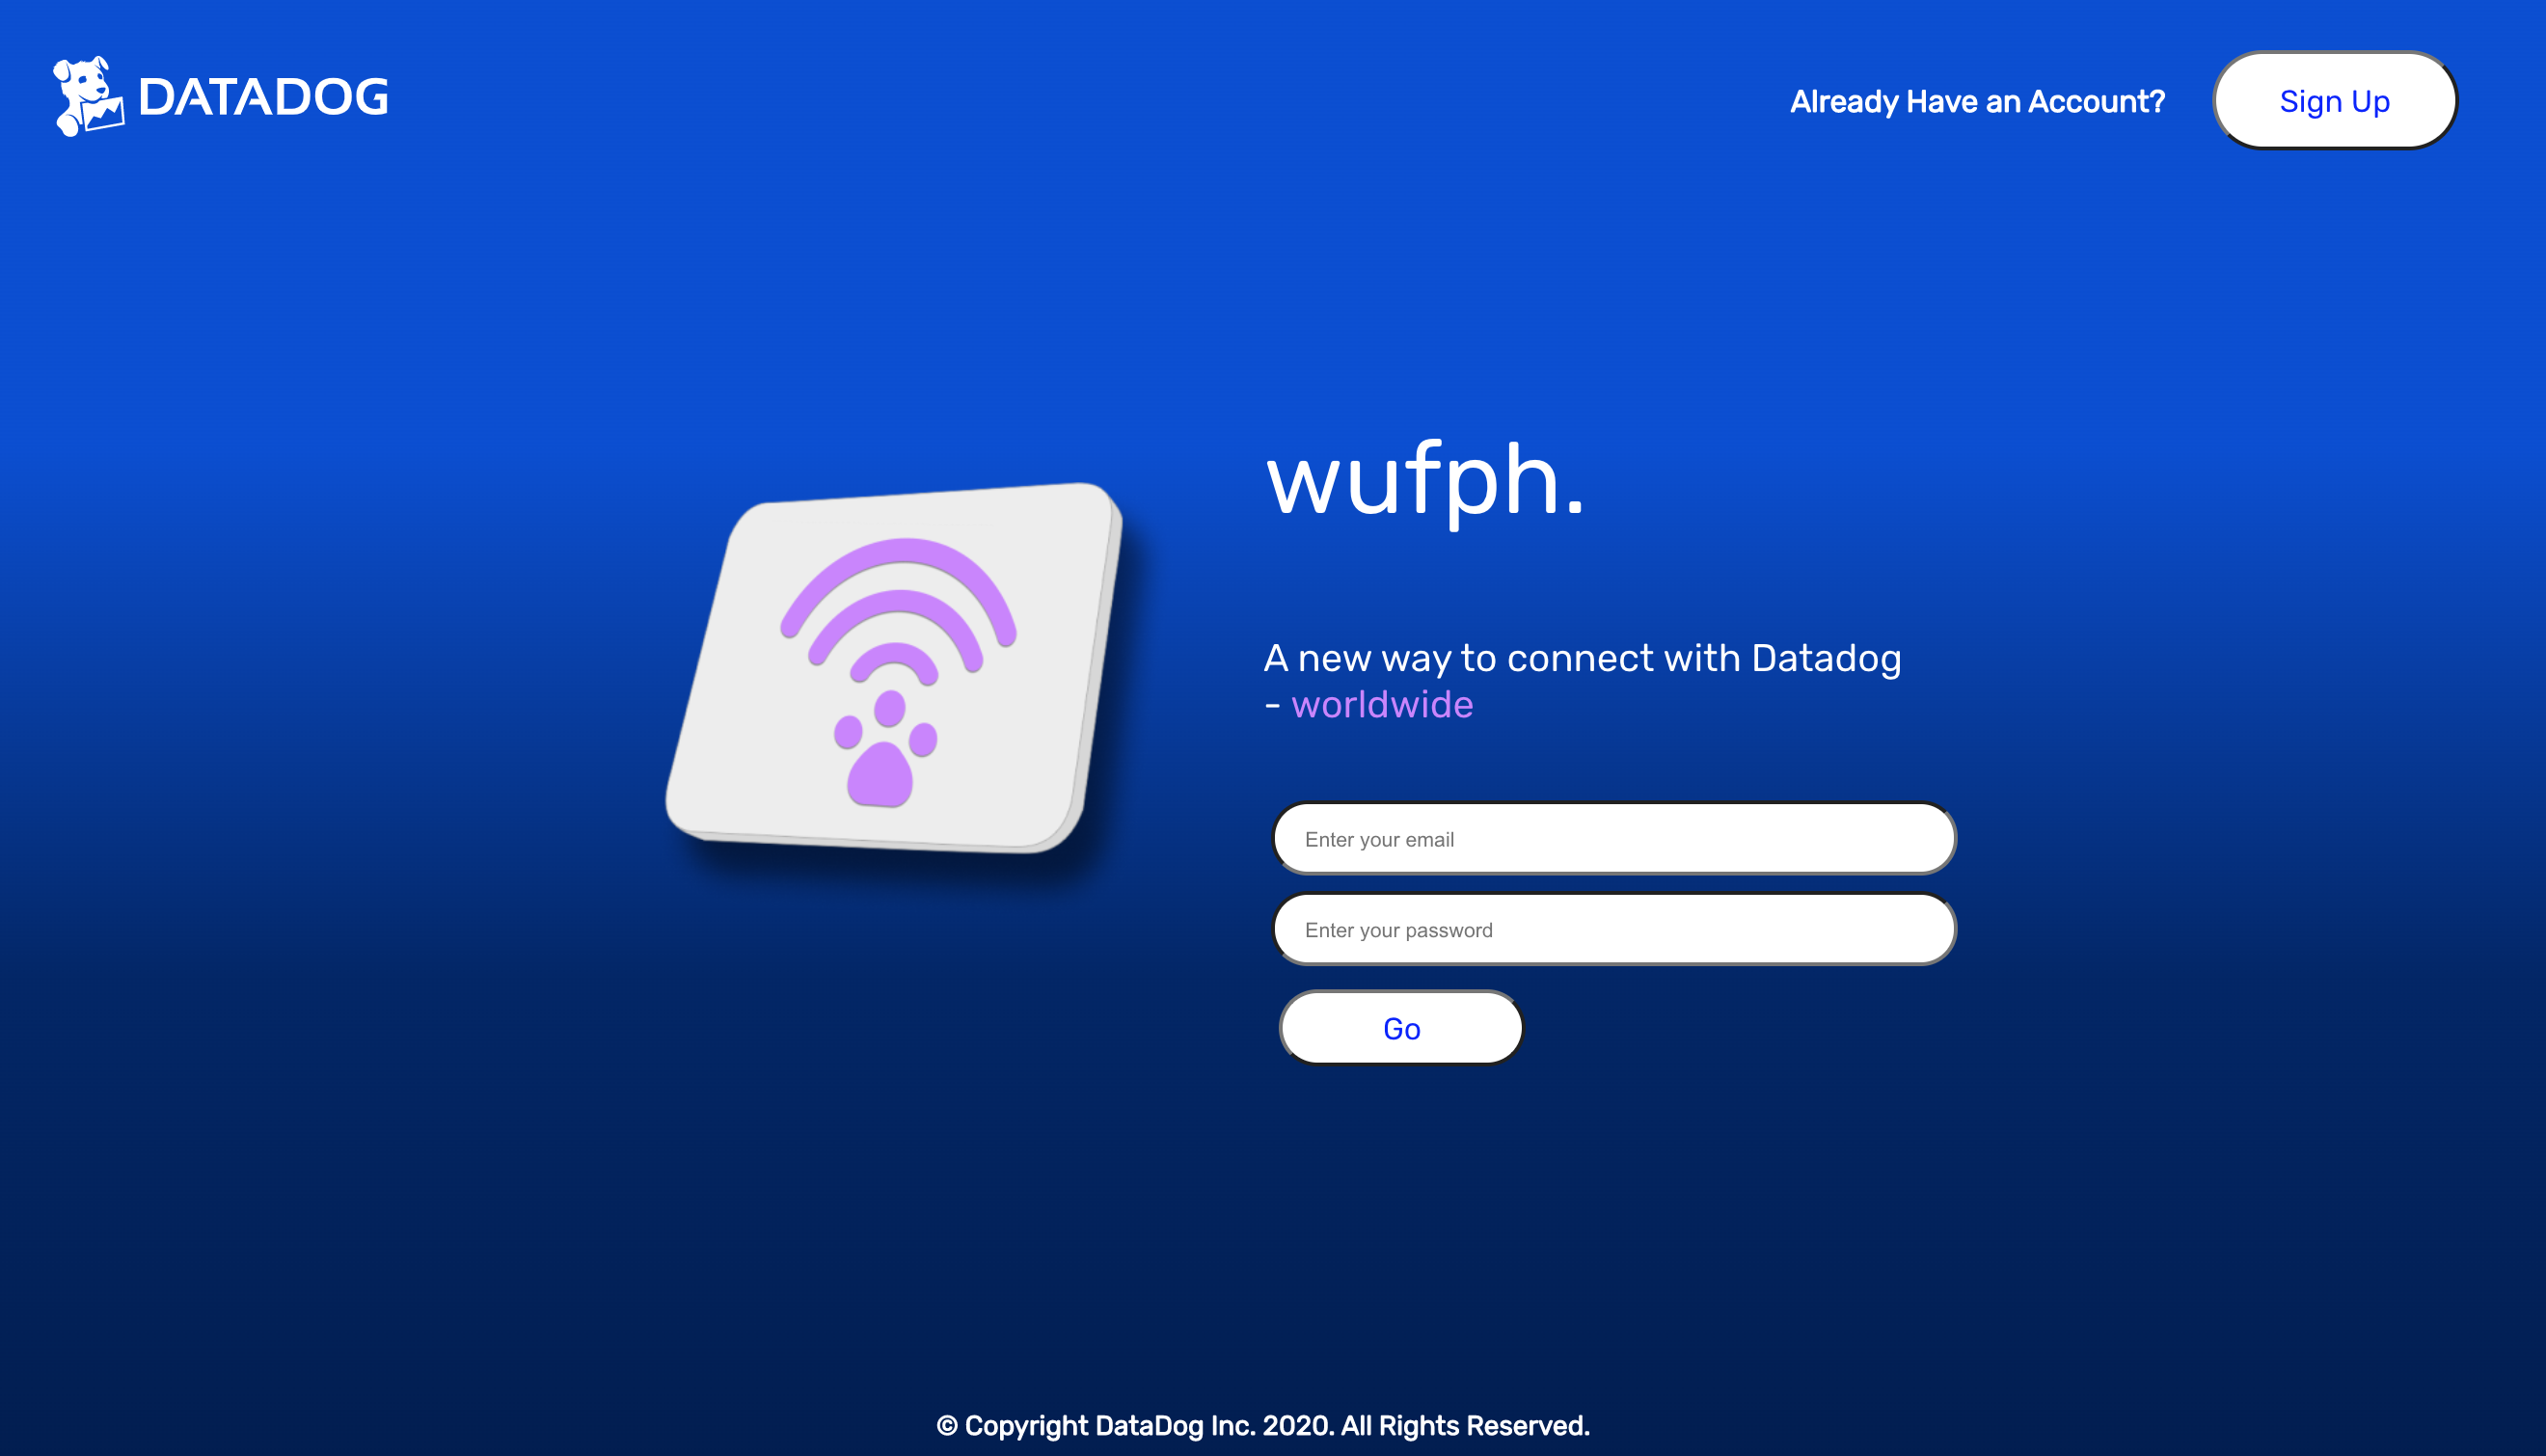 DATADOG
Already Have an Account?
Sign Up
wufph.
A new way to connect with Datadog
- worldwide
Enter your email
Enter your password
Go
© Copyright DataDog Inc. 2020. All Rights Reserved.